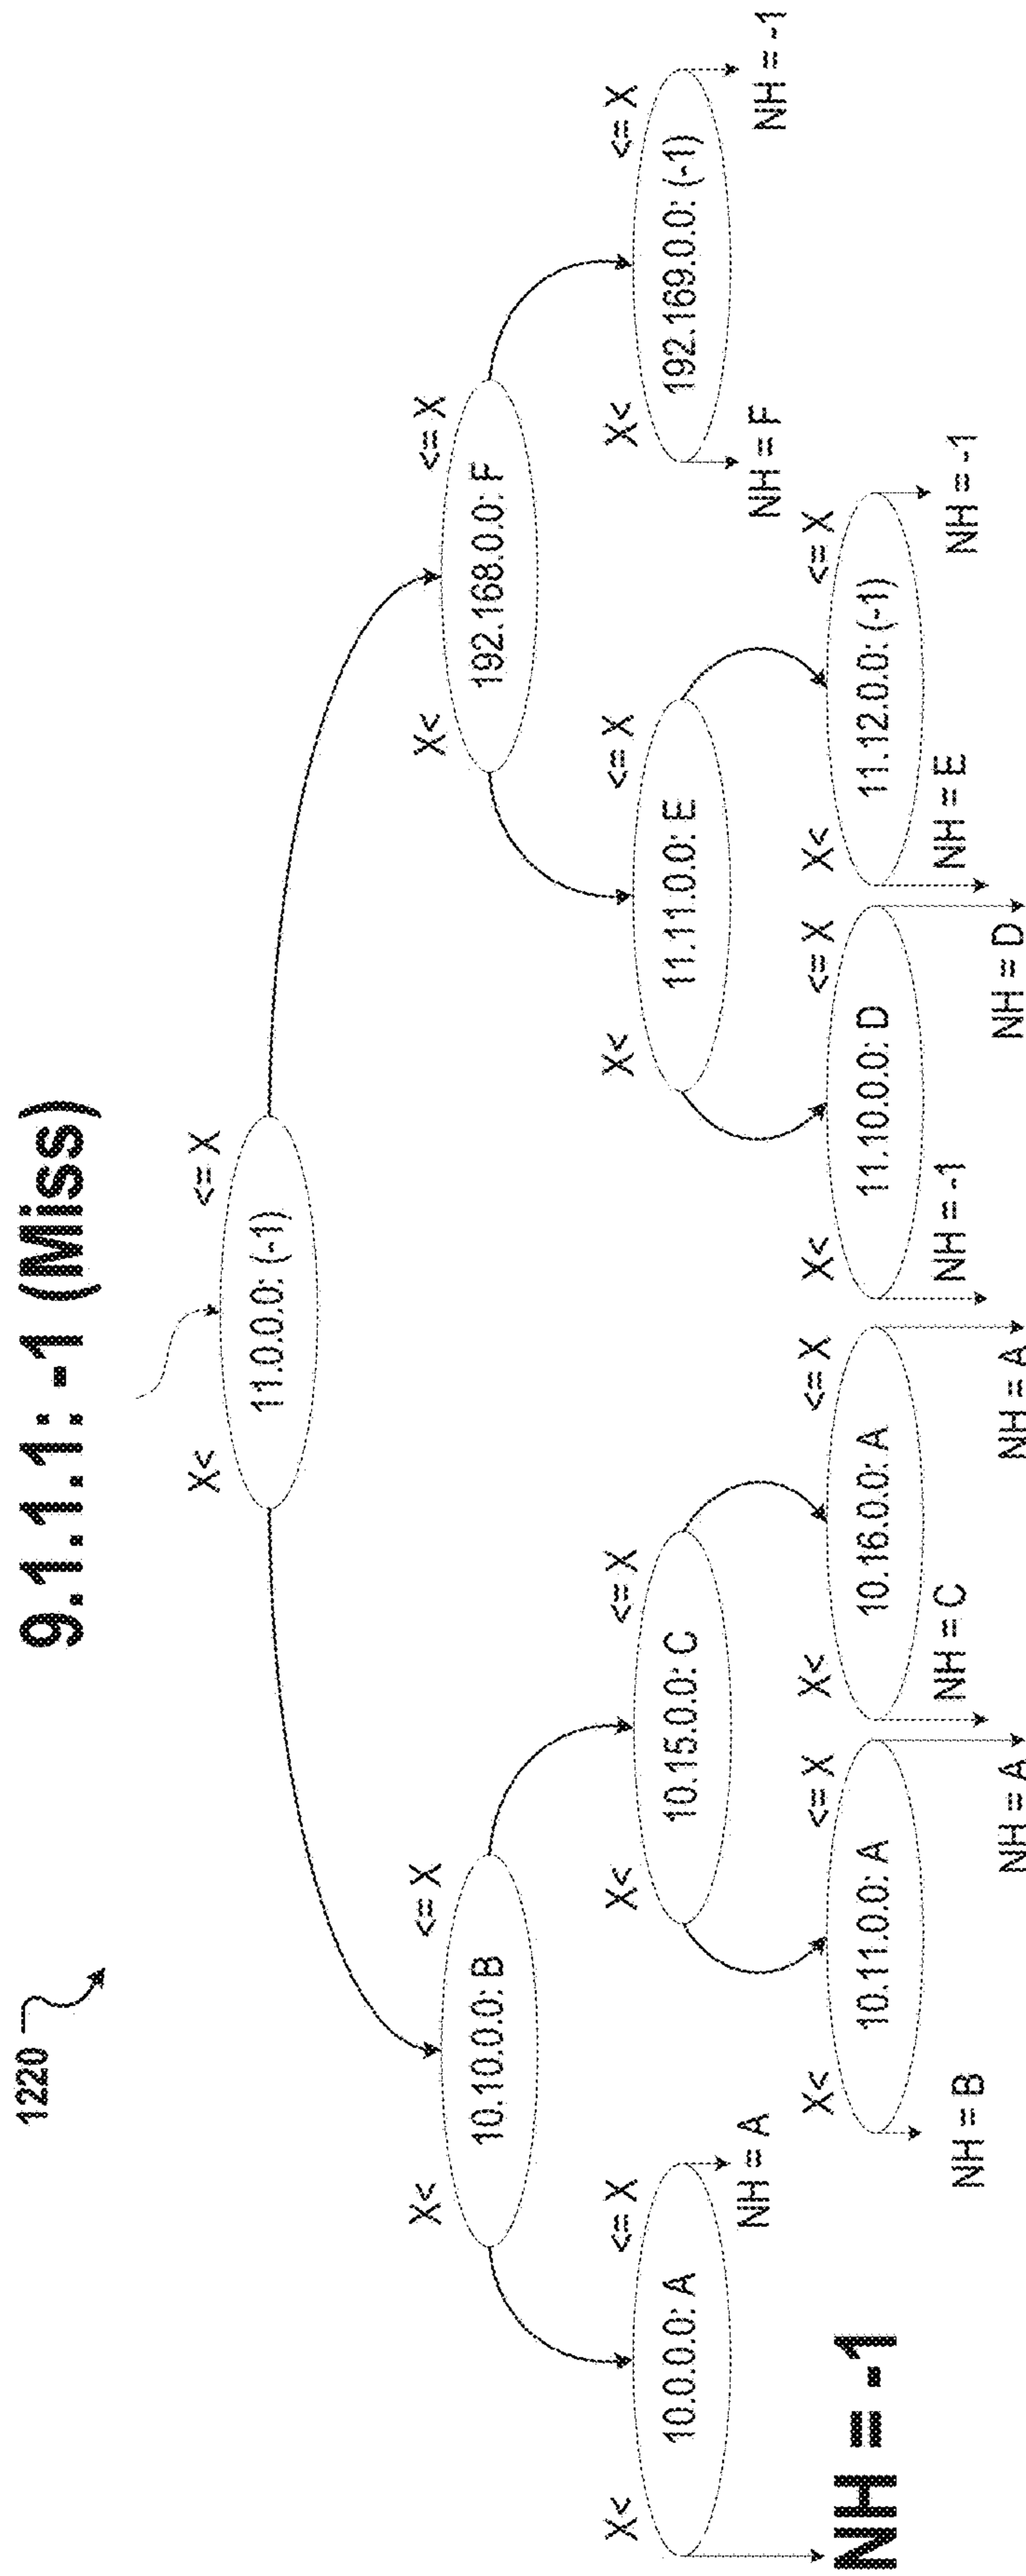 1220
9.1.1.1: -1 (Miss)
X< <= X
11.0.0.0: (-1)
X< <= X X< <= X
10.10.0.0: B 192.168.0.0: F
X< <= X X< <= X X< <= X X< <= X
10.0.0.0: A 10.15.0.0: C 11.11.0.0: E 192.169.0.0: (-1)
NH = A NH = F NH = -1
X< <= X X< <= X X< <= X X< <= X
NH = -1 10.11.0.0: A 10.16.0.0: A 11.10.0.0: D 11.12.0.0: (-1)
NH = B NH = C NH = -1 NH = E NH = -1
NH = A NH = A NH = D